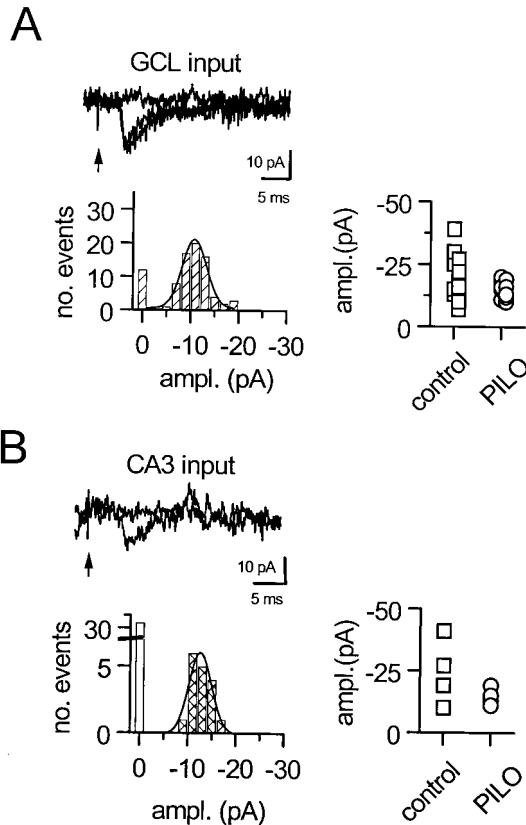 A
GCL input
10 pA
5 ms
no. events
30
20
10
0
0 -10 -20 -30
ampl. (pA)
ampl.(pA)
-50
-25
0
control
PILO
B
CA3 input
10 pA
5 ms
no. events
30
5
0
0 -10 -20 -30
ampl. (pA)
ampl.(pA)
-50
-25
0
control
PILO